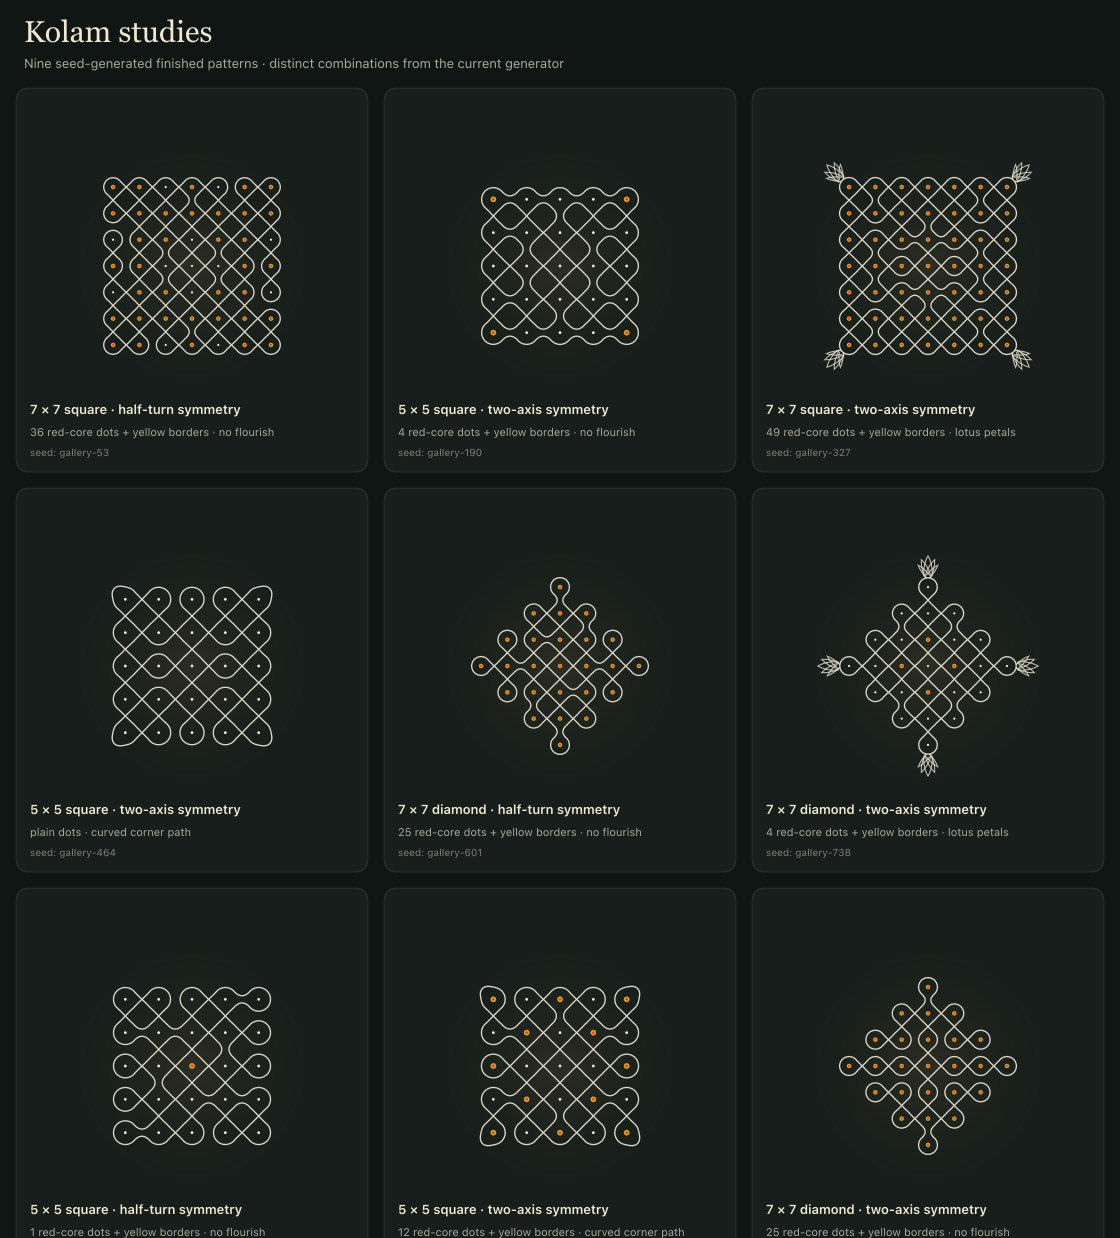 Kolam studies
Nine seed-generated finished patterns · distinct combinations from the current generator
7 × 7 square · half-turn symmetry
36 red-core dots + yellow borders · no flourish
seed: gallery-53
5 × 5 square · two-axis symmetry
4 red-core dots + yellow borders · no flourish
seed: gallery-190
7 × 7 square · two-axis symmetry
49 red-core dots + yellow borders · lotus petals
seed: gallery-327
5 × 5 square · two-axis symmetry
plain dots · curved corner path
seed: gallery-464
7 × 7 diamond · half-turn symmetry
25 red-core dots + yellow borders · no flourish
seed: gallery-601
7 × 7 diamond · two-axis symmetry
4 red-core dots + yellow borders · lotus petals
seed: gallery-738
5 × 5 square · half-turn symmetry
1 red-core dots + yellow borders · no flourish
5 × 5 square · two-axis symmetry
12 red-core dots + yellow borders · curved corner path
7 × 7 diamond · two-axis symmetry
25 red-core dots + yellow borders · no flourish